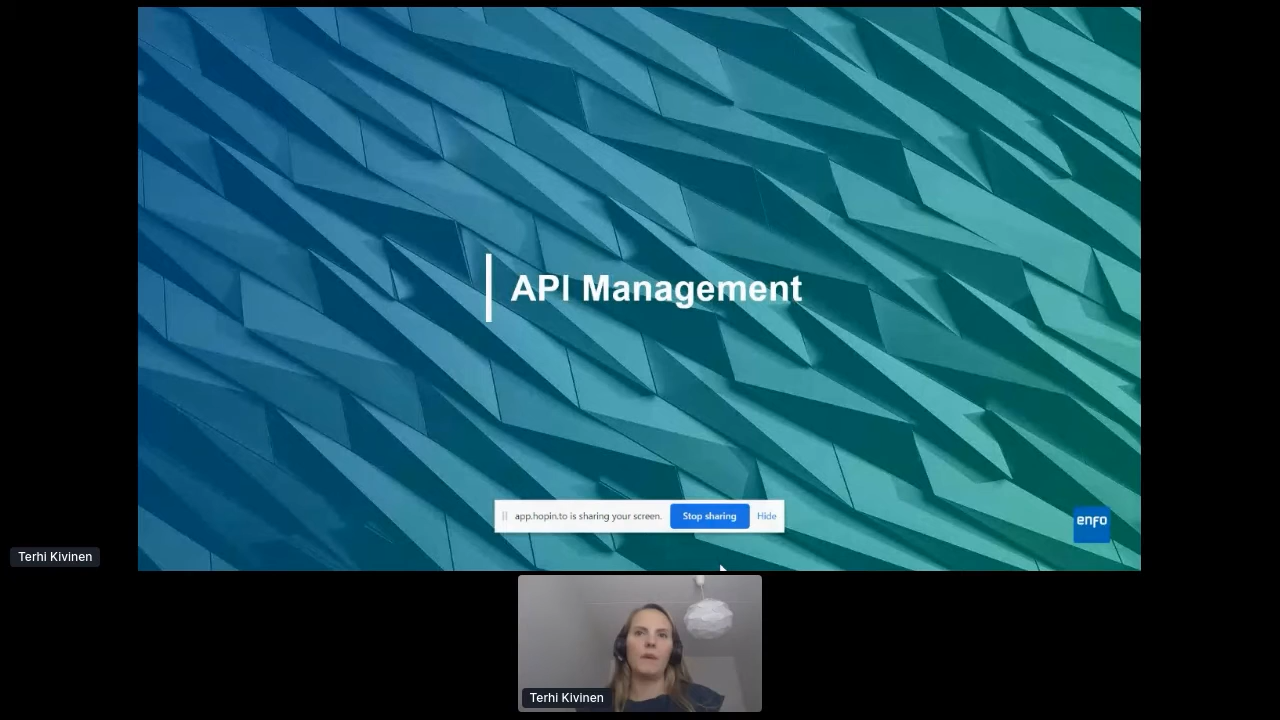 API Management
app.hopin.to is sharing your screen.
Stop sharing
Hide
enfo
Terhi Kivinen
Terhi Kivinen